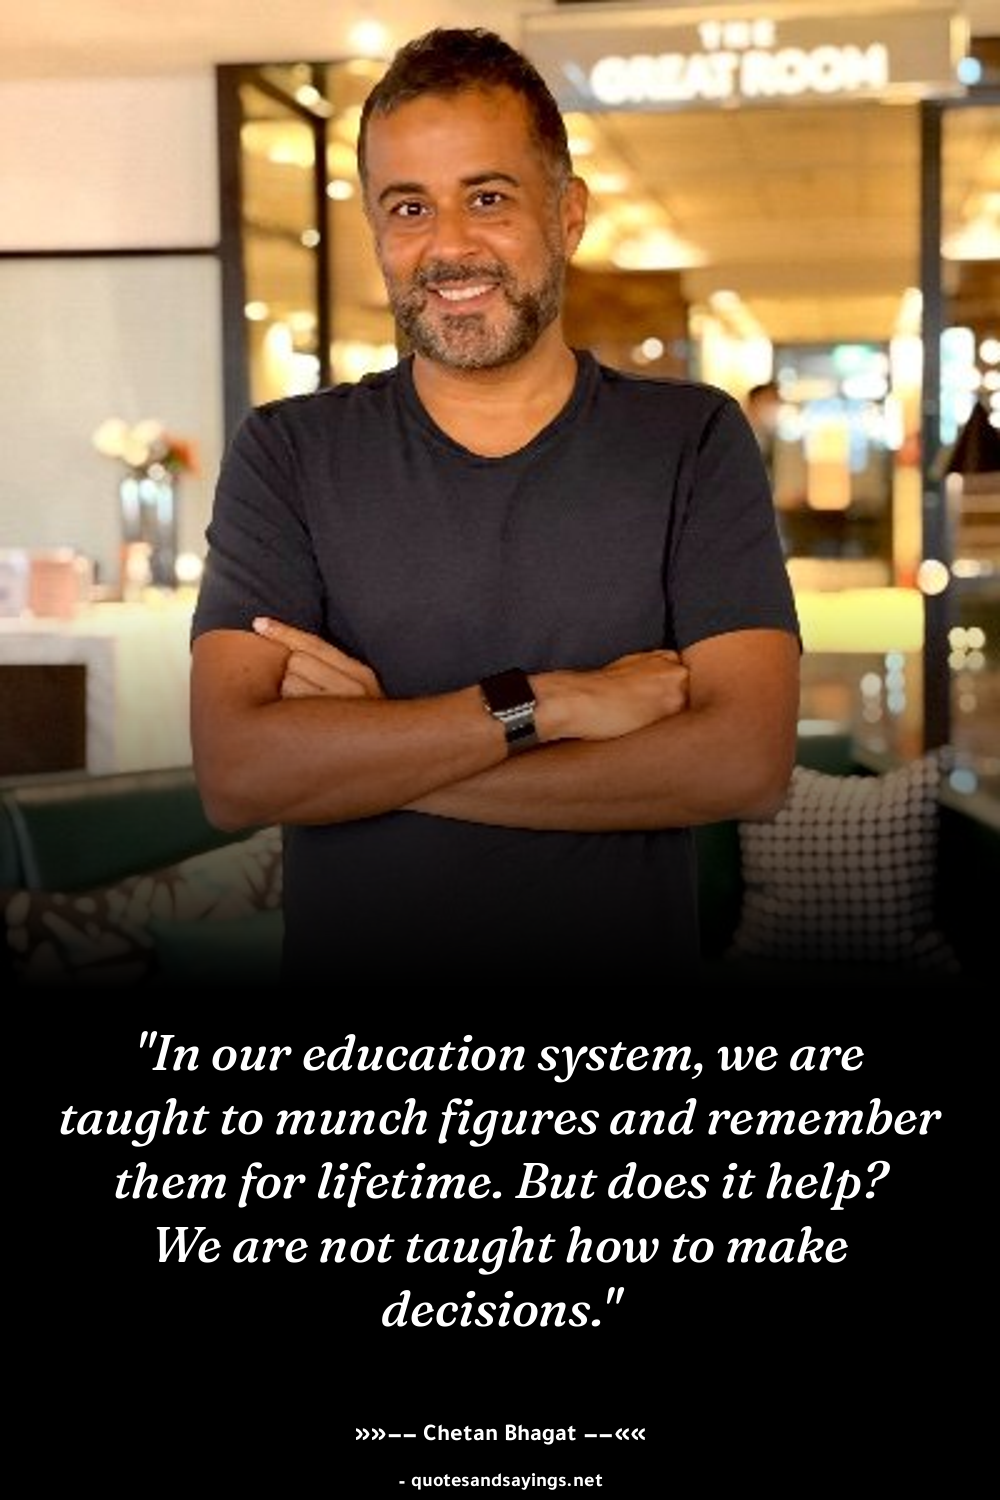 THE
GREAT ROOM
"In our education system, we are
taught to munch figures and remember
them for lifetime. But does it help?
We are not taught how to make
decisions."
»»–– Chetan Bhagat ––««
- quotesandsayings.net